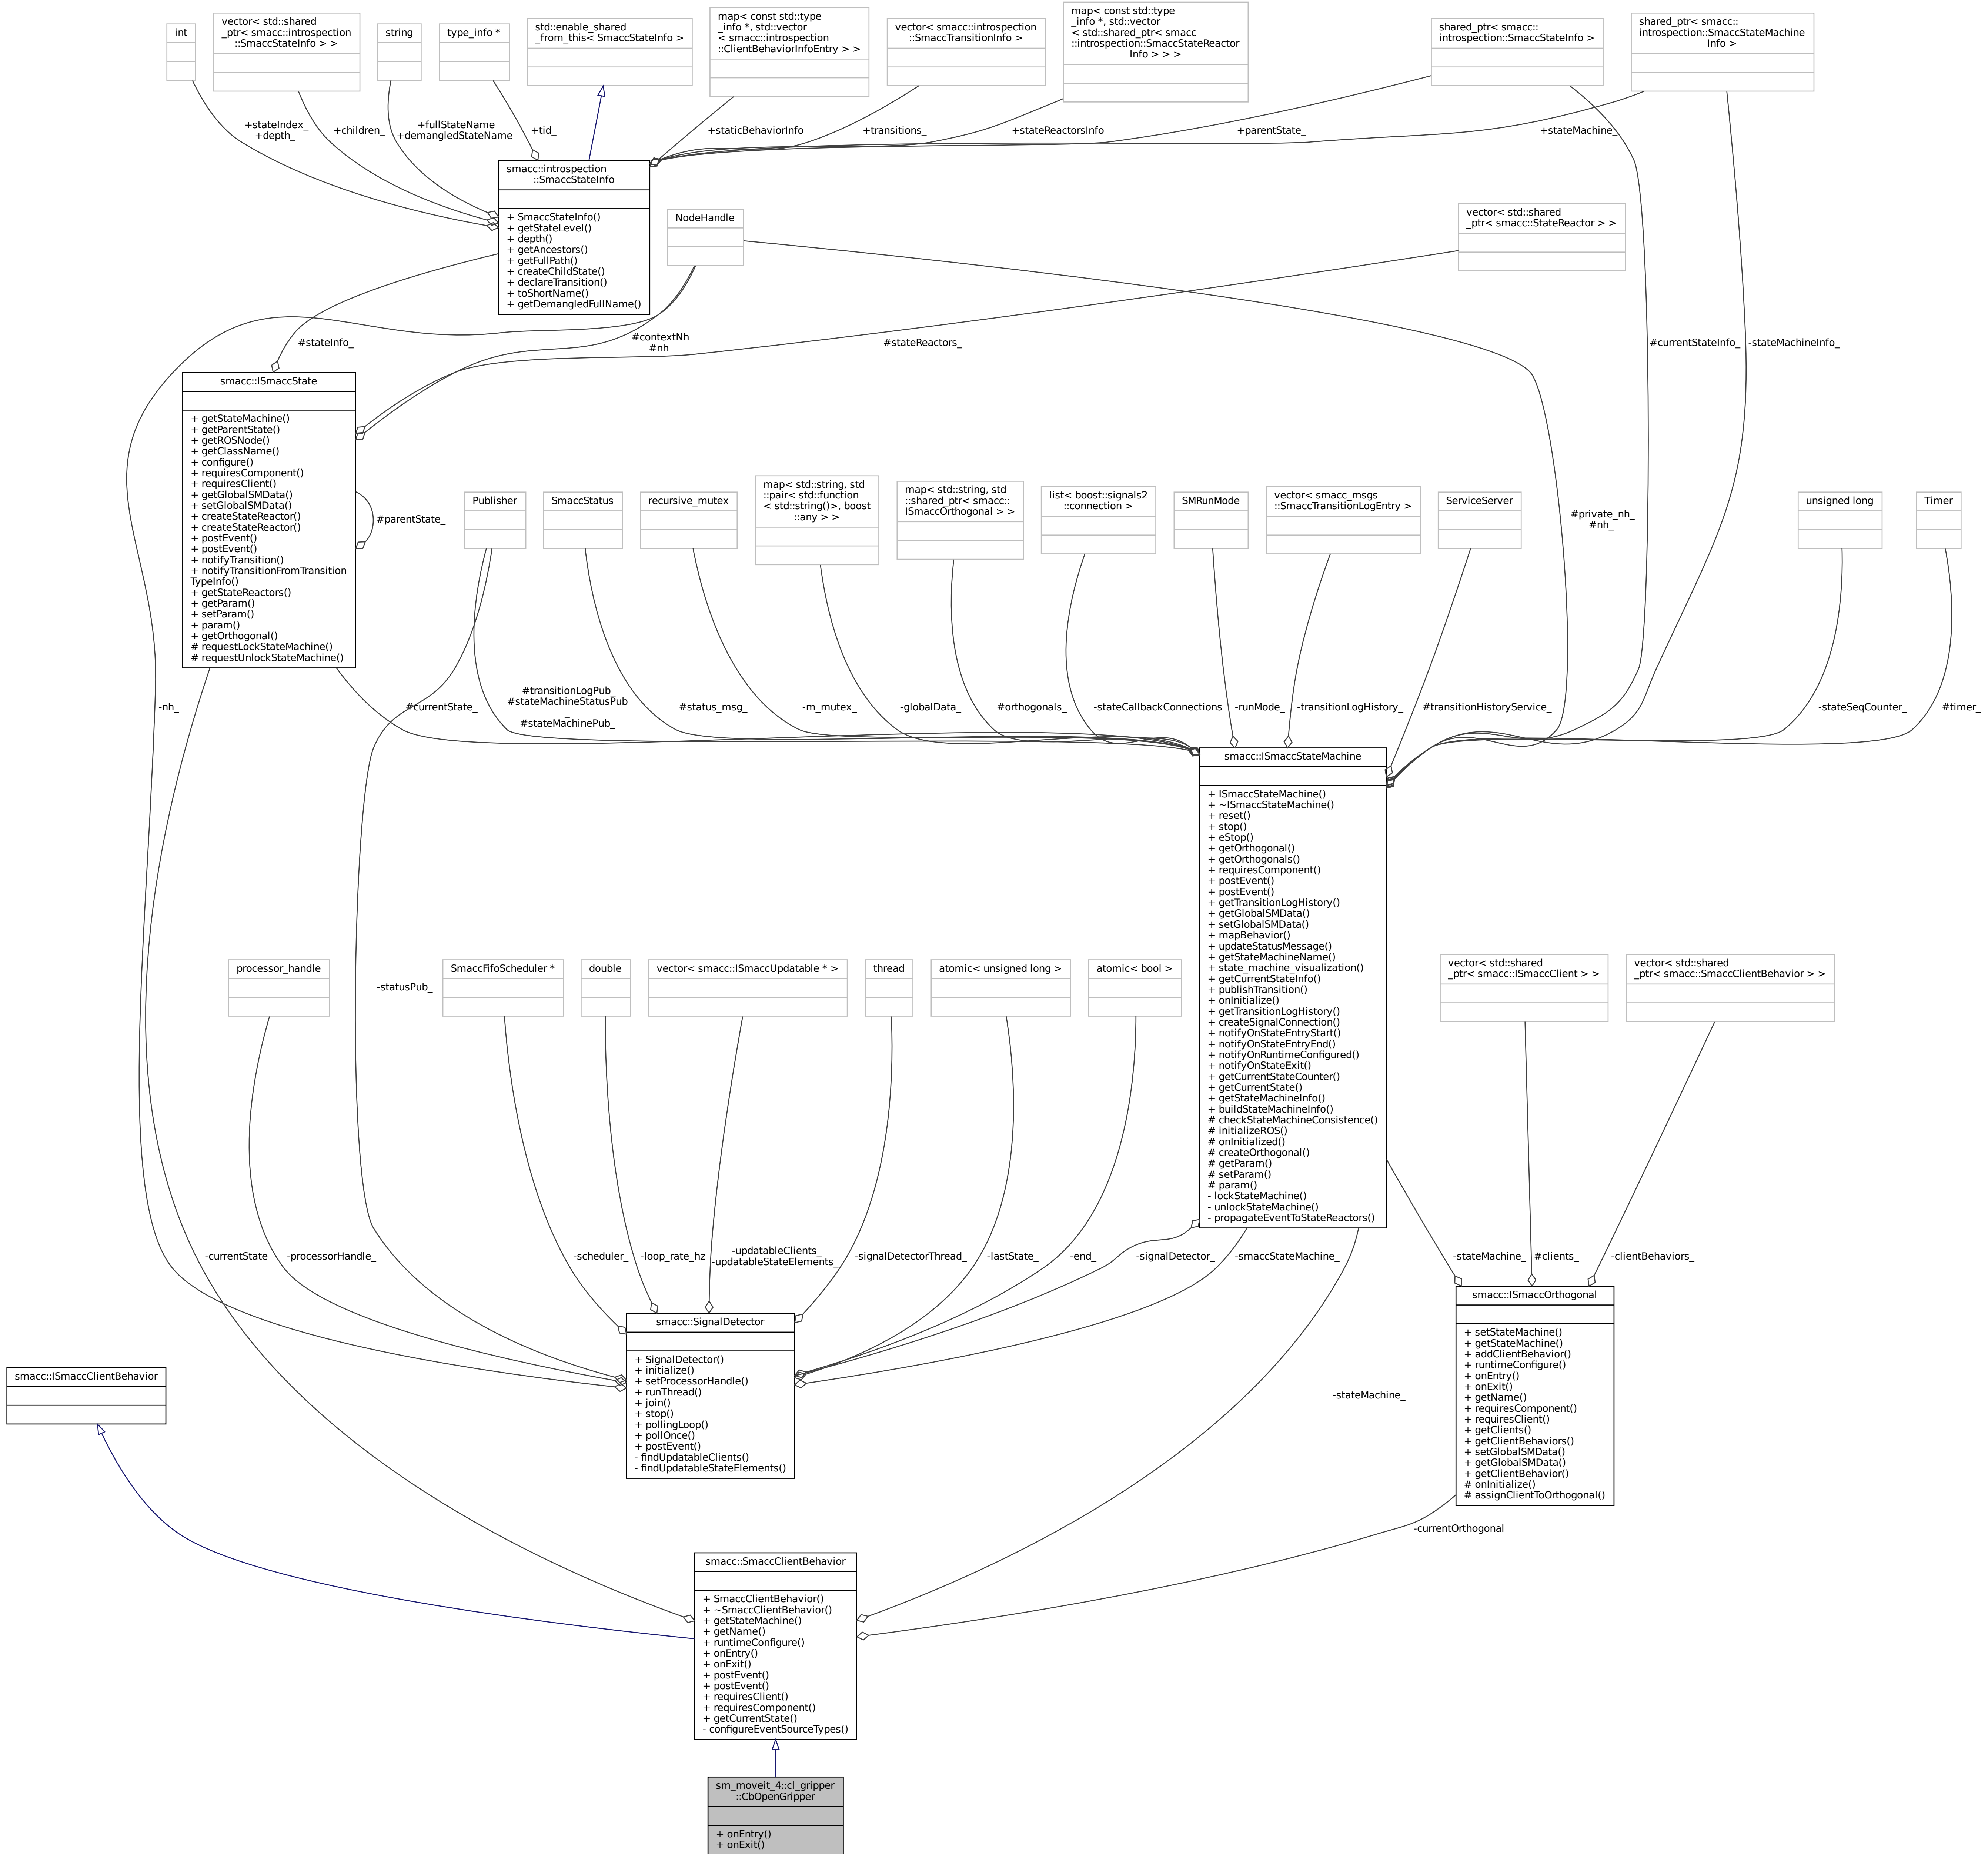 int
vector< std::shared
_ptr< smacc::introspection
::SmaccStateInfo > >
string
type_info *
std::enable_shared
_from_this< SmaccStateInfo >
map< const std::type
_info *, std::vector
< smacc::introspection
::ClientBehaviorInfoEntry > >
vector< smacc::introspection
::SmaccTransitionInfo >
map< const std::type
_info *, std::vector
< std::shared_ptr< smacc
::introspection::SmaccStateReactor
Info > > >
shared_ptr< smacc::
introspection::SmaccStateInfo >
shared_ptr< smacc::
introspection::SmaccStateMachine
Info >
+stateIndex_
+depth_
+children_
+fullStateName
+demangledStateName
+tid_
+staticBehaviorInfo
+transitions_
+stateReactorsInfo
+parentState_
+stateMachine_
smacc::introspection
::SmaccStateInfo
+ SmaccStateInfo()
+ getStateLevel()
+ depth()
+ getAncestors()
+ getFullPath()
+ createChildState()
+ declareTransition()
+ toShortName()
+ getDemangledFullName()
NodeHandle
vector< std::shared
_ptr< smacc::StateReactor > >
#stateInfo_
#contextNh
#nh
#stateReactors_
#currentStateInfo_
-stateMachineInfo_
smacc::ISmaccState
+ getStateMachine()
+ getParentState()
+ getROSNode()
+ getClassName()
+ configure()
+ requiresComponent()
+ requiresClient()
+ getGlobalSMData()
+ setGlobalSMData()
+ createStateReactor()
+ createStateReactor()
+ postEvent()
+ postEvent()
+ notifyTransition()
+ notifyTransitionFromTransition
TypeInfo()
+ getStateReactors()
+ getParam()
+ setParam()
+ param()
+ getOrthogonal()
# requestLockStateMachine()
# requestUnlockStateMachine()
#parentState_
Publisher
SmaccStatus
recursive_mutex
map< std::string, std
::pair< std::function
< std::string()>, boost
::any > >
map< std::string, std
::shared_ptr< smacc::
ISmaccOrthogonal > >
list< boost::signals2
::connection >
SMRunMode
vector< smacc_msgs
::SmaccTransitionLogEntry >
ServiceServer
#private_nh_
#nh_
unsigned long
Timer
-nh_
#currentState_
#transitionLogPub_
#stateMachineStatusPub
_
#stateMachinePub_
#status_msg_
-m_mutex_
-globalData_
#orthogonals_
-stateCallbackConnections
-runMode_
-transitionLogHistory_
#transitionHistoryService_
-stateSeqCounter_
#timer_
smacc::ISmaccStateMachine
+ ISmaccStateMachine()
+ ~ISmaccStateMachine()
+ reset()
+ stop()
+ eStop()
+ getOrthogonal()
+ getOrthogonals()
+ requiresComponent()
+ postEvent()
+ postEvent()
+ getTransitionLogHistory()
+ getGlobalSMData()
+ setGlobalSMData()
+ mapBehavior()
+ updateStatusMessage()
+ getStateMachineName()
+ state_machine_visualization()
+ getCurrentStateInfo()
+ publishTransition()
+ onInitialize()
+ getTransitionLogHistory()
+ createSignalConnection()
+ notifyOnStateEntryStart()
+ notifyOnStateEntryEnd()
+ notifyOnRuntimeConfigured()
+ notifyOnStateExit()
+ getCurrentStateCounter()
+ getCurrentState()
+ getStateMachineInfo()
+ buildStateMachineInfo()
# checkStateMachineConsistence()
# initializeROS()
# onInitialized()
# createOrthogonal()
# getParam()
# setParam()
# param()
- lockStateMachine()
- unlockStateMachine()
- propagateEventToStateReactors()
processor_handle
-statusPub_
SmaccFifoScheduler *
double
vector< smacc::ISmaccUpdatable * >
thread
atomic< unsigned long >
atomic< bool >
vector< std::shared
_ptr< smacc::ISmaccClient > >
vector< std::shared
_ptr< smacc::SmaccClientBehavior > >
-currentState
-processorHandle_
-scheduler_
-loop_rate_hz
-updatableClients_
-updatableStateElements_
-signalDetectorThread_
-lastState_
-end_
-signalDetector_
-smaccStateMachine_
-stateMachine_
#clients_
-clientBehaviors_
smacc::SignalDetector
+ SignalDetector()
+ initialize()
+ setProcessorHandle()
+ runThread()
+ join()
+ stop()
+ pollingLoop()
+ pollOnce()
+ postEvent()
- findUpdatableClients()
- findUpdatableStateElements()
smacc::ISmaccOrthogonal
+ setStateMachine()
+ getStateMachine()
+ addClientBehavior()
+ runtimeConfigure()
+ onEntry()
+ onExit()
+ getName()
+ requiresComponent()
+ requiresClient()
+ getClients()
+ getClientBehaviors()
+ setGlobalSMData()
+ getGlobalSMData()
+ getClientBehavior()
# onInitialize()
# assignClientToOrthogonal()
smacc::ISmaccClientBehavior
-stateMachine_
-currentOrthogonal
smacc::SmaccClientBehavior
+ SmaccClientBehavior()
+ ~SmaccClientBehavior()
+ getStateMachine()
+ getName()
+ runtimeConfigure()
+ onEntry()
+ onExit()
+ postEvent()
+ postEvent()
+ requiresClient()
+ requiresComponent()
+ getCurrentState()
- configureEventSourceTypes()
sm_moveit_4::cl_gripper
::CbOpenGripper
+ onEntry()
+ onExit()